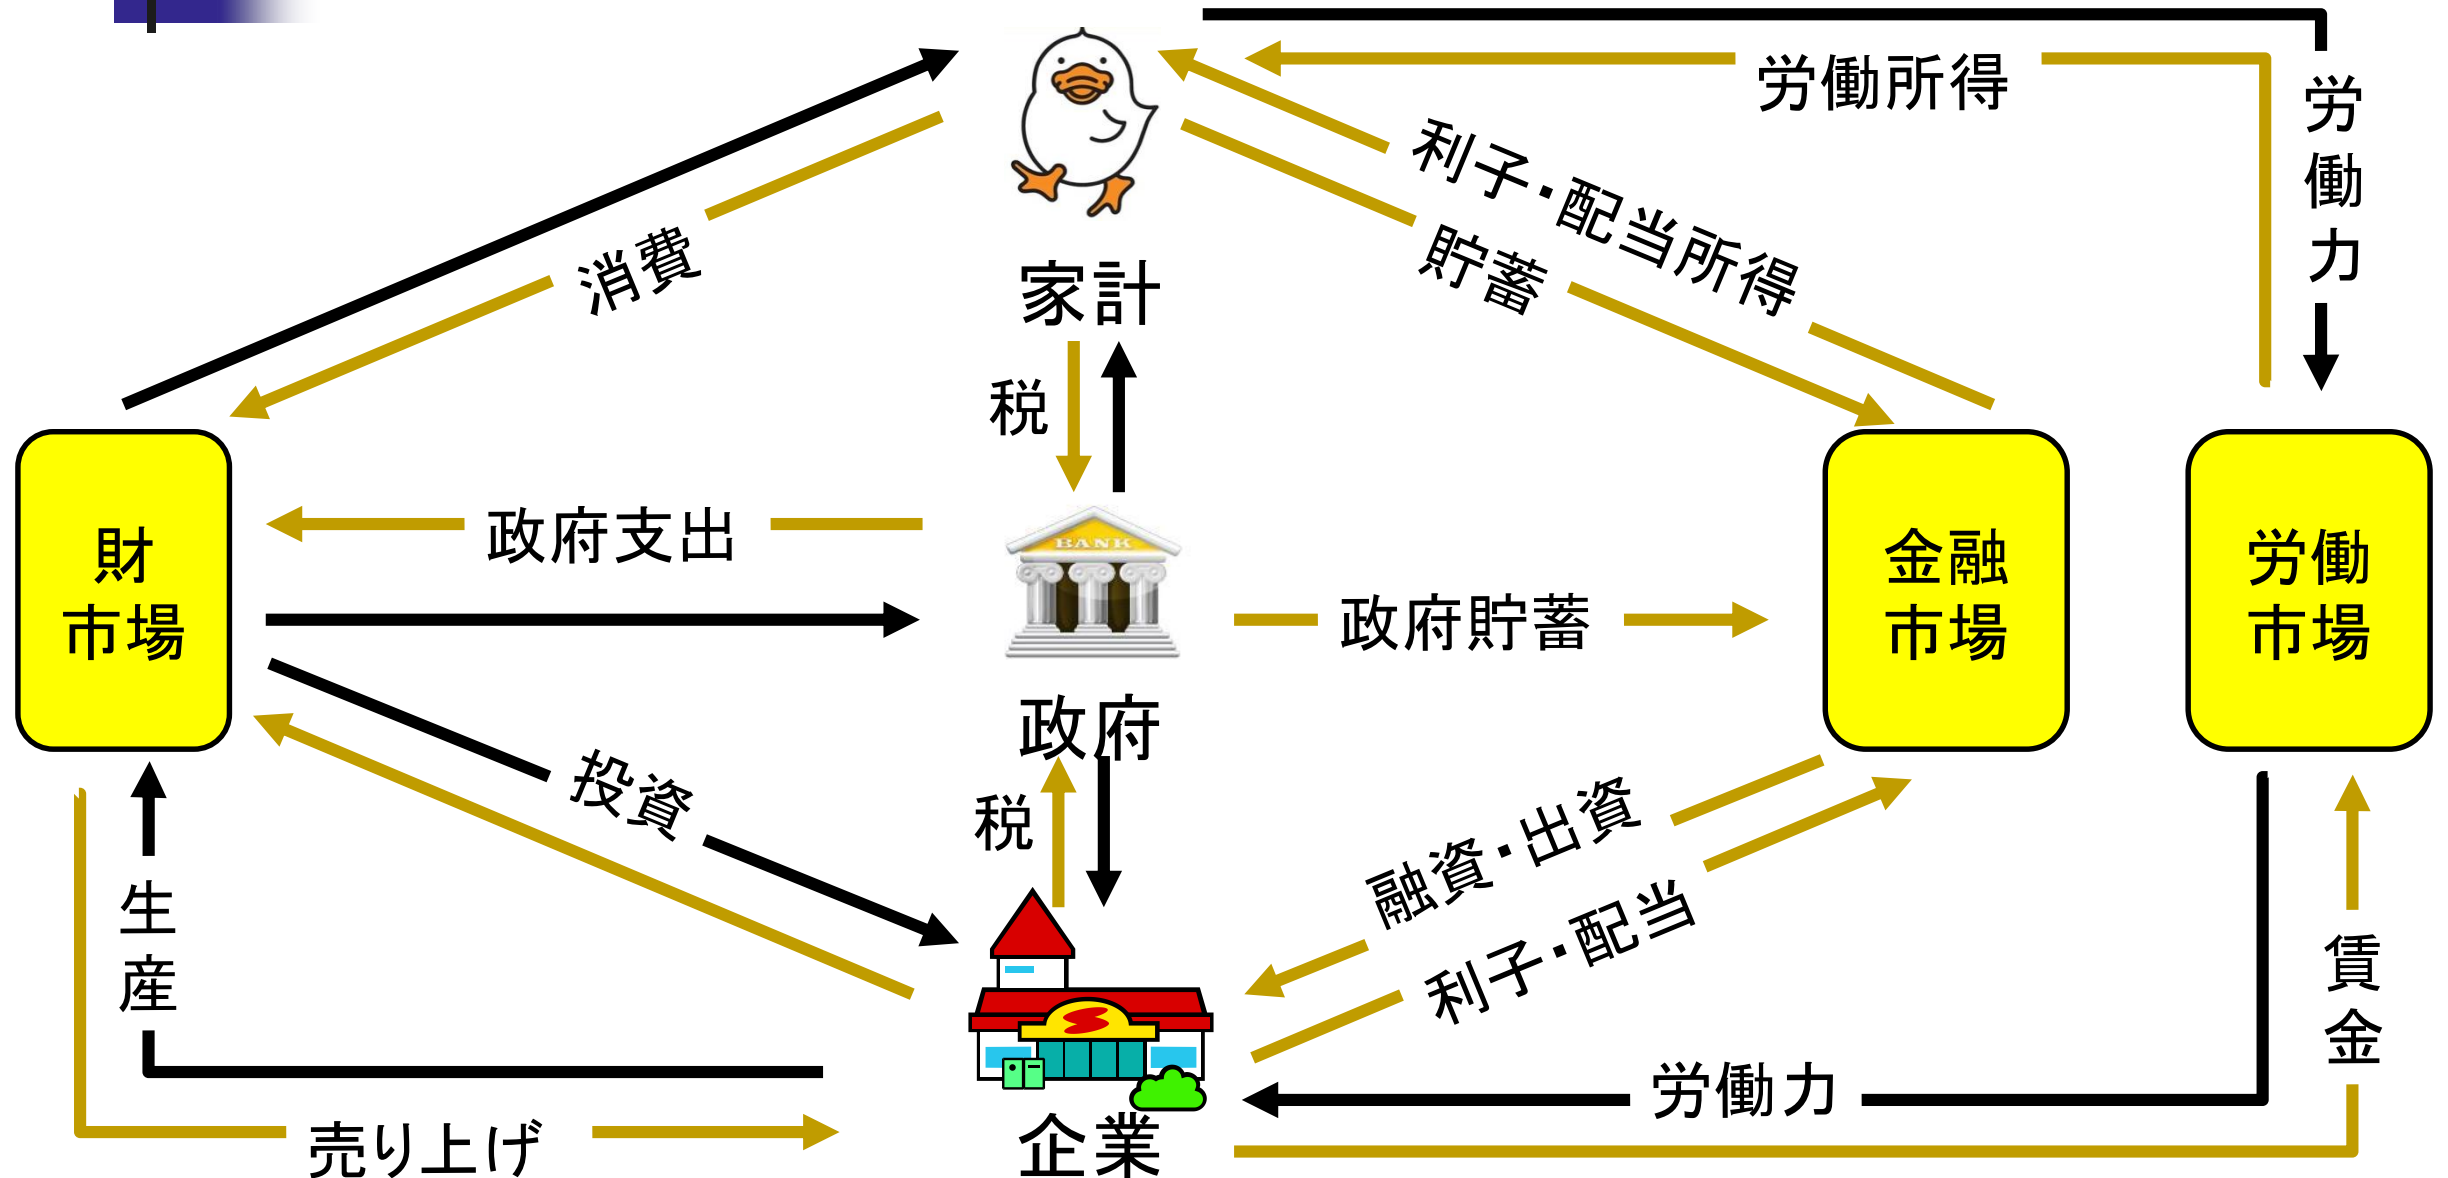 労働所得
労働力
利子・配当所得
貯蓄
消費
家計
税
財
市場
政府支出
BANK
政府貯蓄
金融
市場
労働
市場
政府
投資
税
融資・出資
利子・配当
生産
賃金
労働力
売り上げ
企業